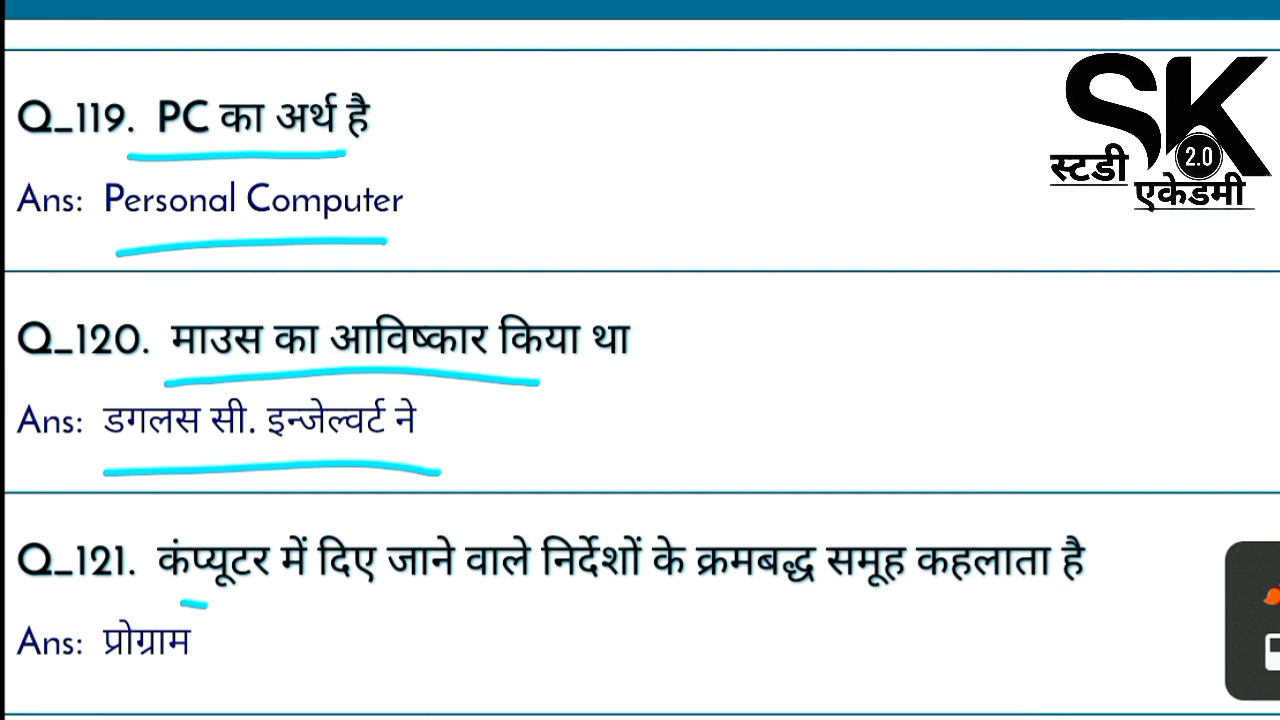 Q_119. PC का अर्थ है
Ans: Personal Computer
SK
2.0
स्टडी
एकेडमी
Q_120. माउस का आविष्कार किया था
Ans: डगलस सी. इन्जेल्वर्ट ने
Q_121. कंप्यूटर में दिए जाने वाले निर्देशों के क्रमबद्ध समूह कहलाता है
Ans: प्रोग्राम